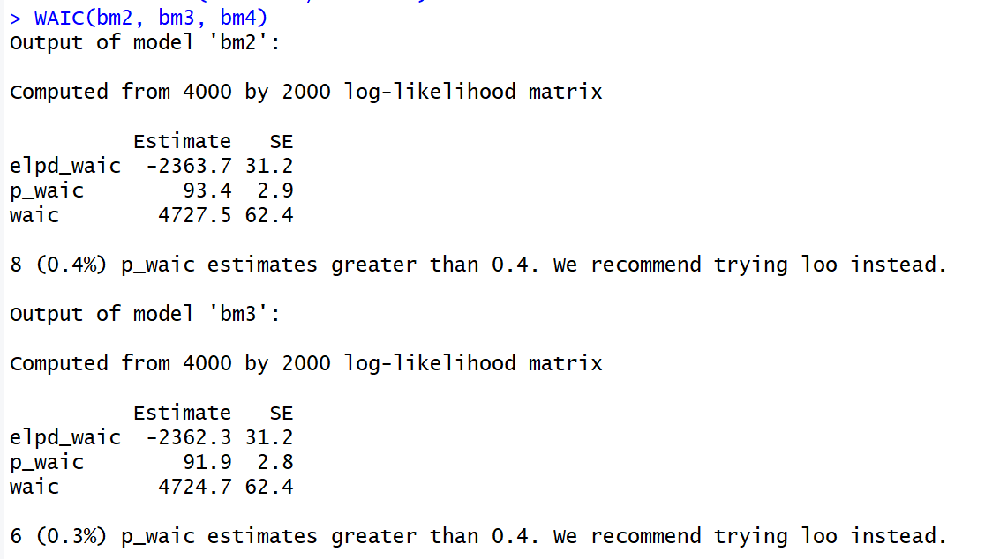 > WAIC(bm2, bm3, bm4)
Output of model 'bm2':
Computed from 4000 by 2000 log-likelihood matrix
Estimate SE
elpd_waic -2363.7 31.2
p_waic 93.4 2.9
waic 4727.5 62.4
8 (0.4%) p_waic estimates greater than 0.4. We recommend trying loo instead.
Output of model 'bm3':
Computed from 4000 by 2000 log-likelihood matrix
Estimate SE
elpd_waic -2362.3 31.2
p_waic 91.9 2.8
waic 4724.7 62.4
6 (0.3%) p_waic estimates greater than 0.4. We recommend trying loo instead.